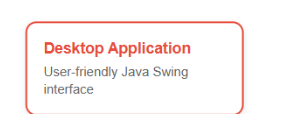 Desktop Application
User-friendly Java Swing
interface